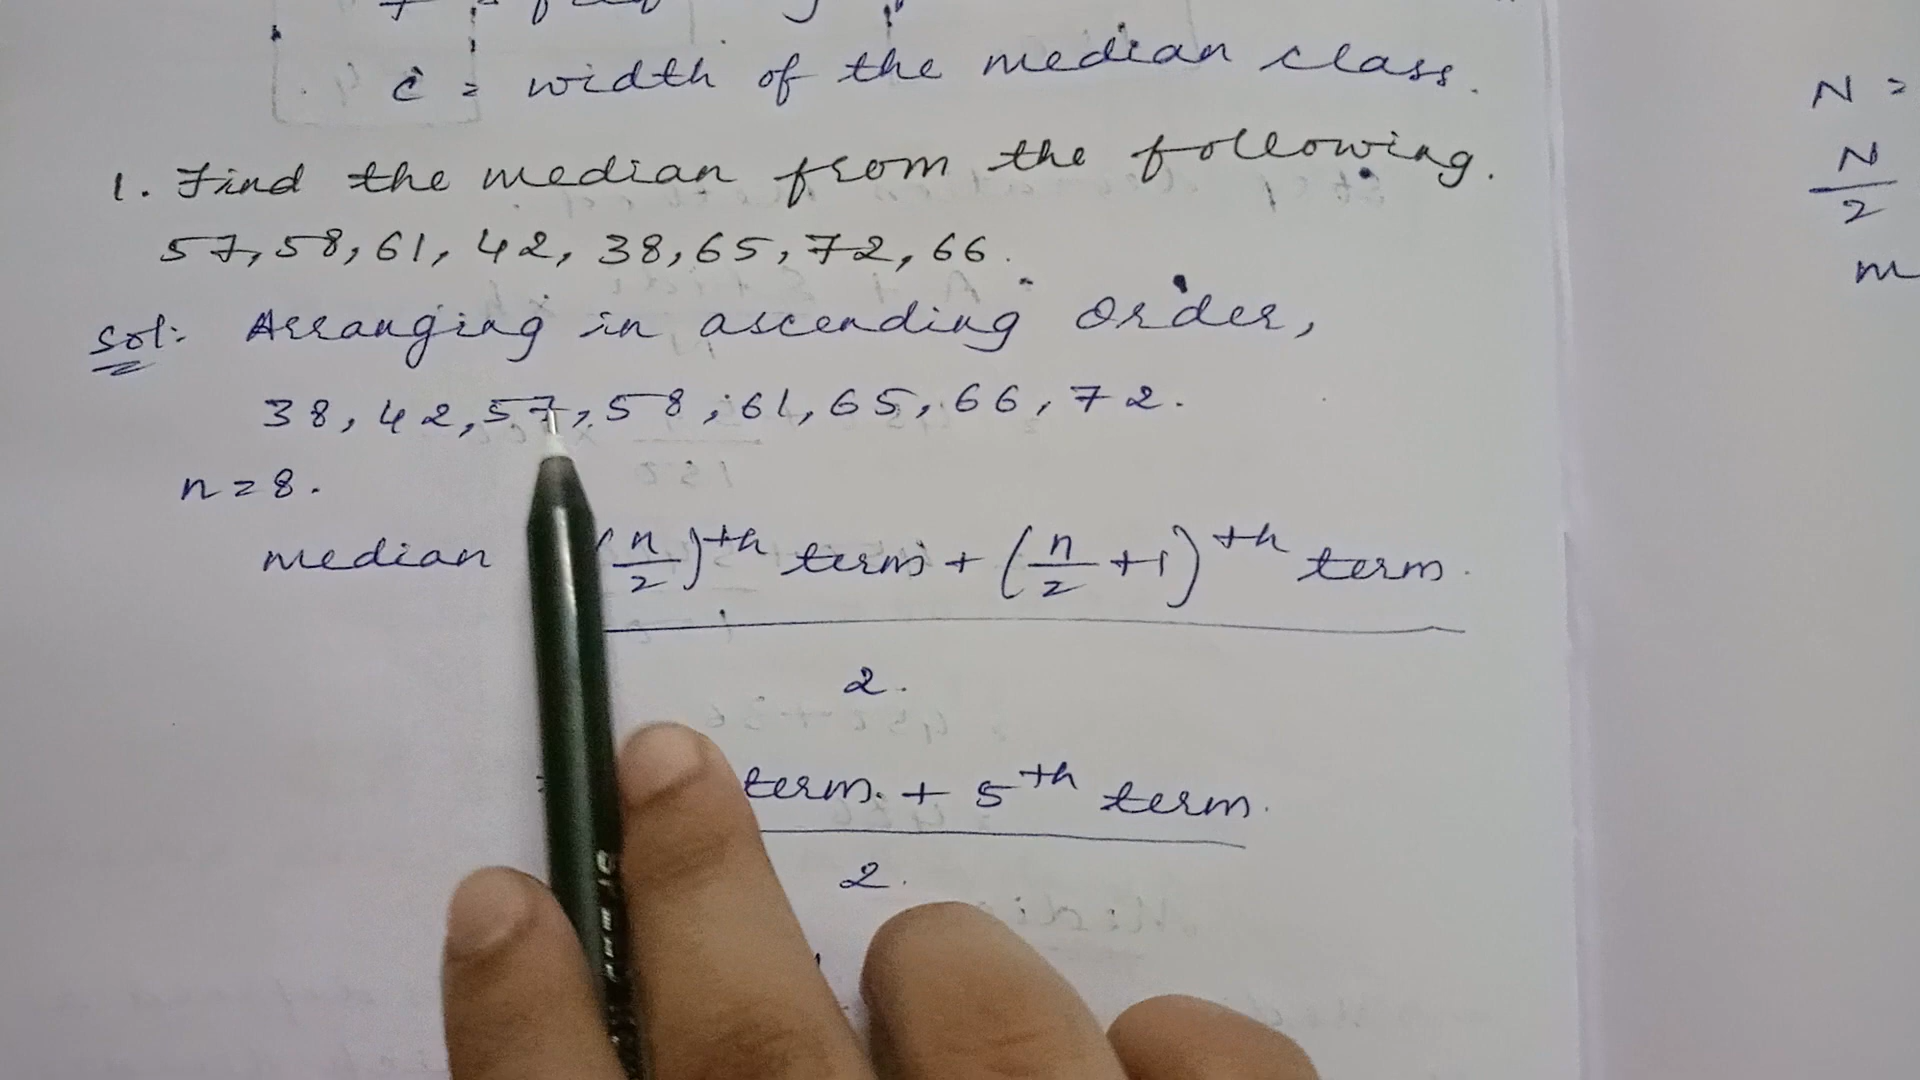 c = width of the median class.
1. Find the median from the following.
57, 58, 61, 42, 38, 65, 72, 66.
Sol: Arranging in ascending order,
38, 42, 57, 58, 61, 65, 66, 72.
n = 8.
median (n/2)th term + (n/2 + 1)th term.
2.
term. + 5th term.
2.
N =
N
2